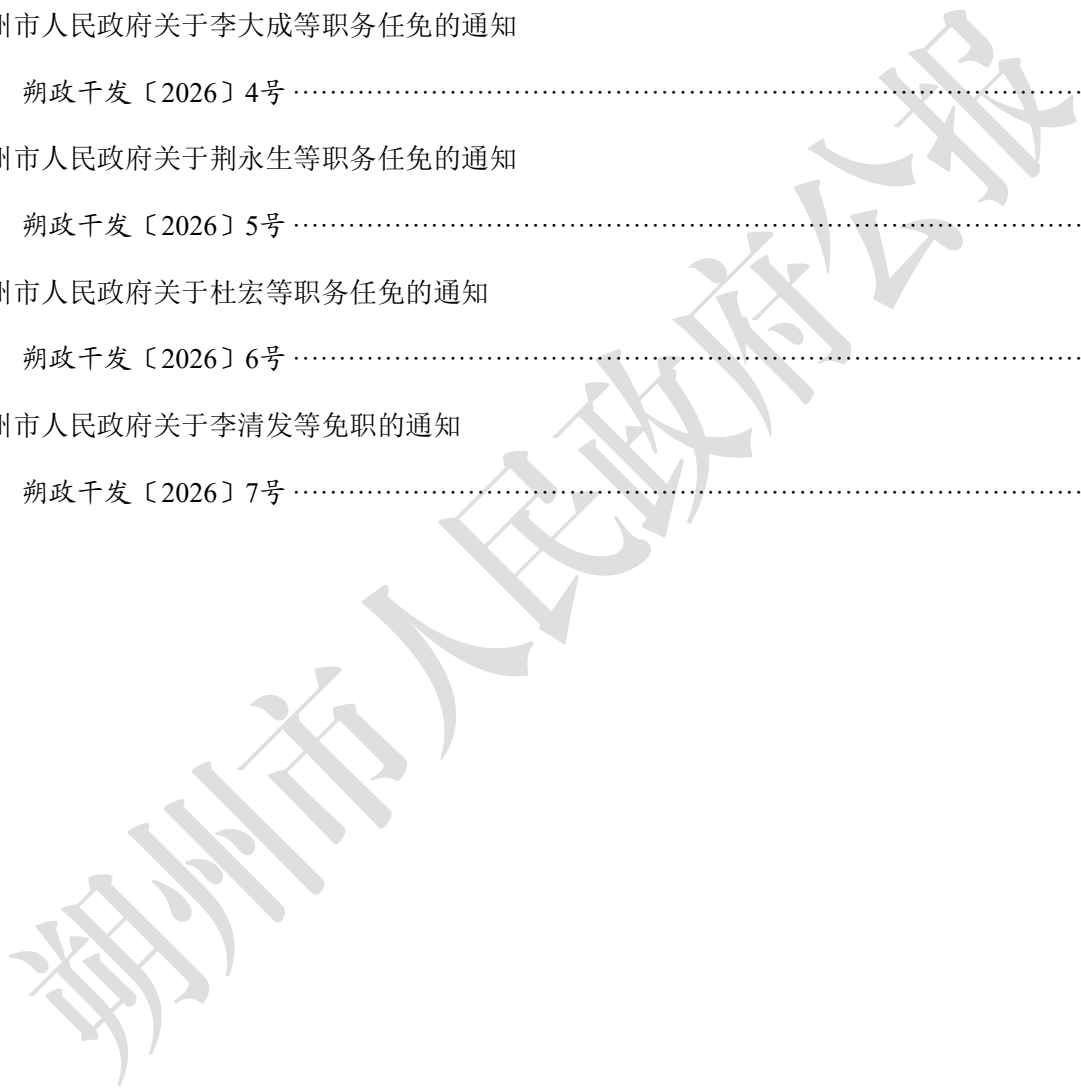 州市人民政府关于李大成等职务任免的通知
朔政干发〔2026〕4号……………………………………………………………………………
州市人民政府关于荆永生等职务任免的通知
朔政干发〔2026〕5号……………………………………………………………………………
州市人民政府关于杜宏等职务任免的通知
朔政干发〔2026〕6号……………………………………………………………………………
州市人民政府关于李清发等免职的通知
朔政干发〔2026〕7号……………………………………………………………………………
朔州市人民政府公报